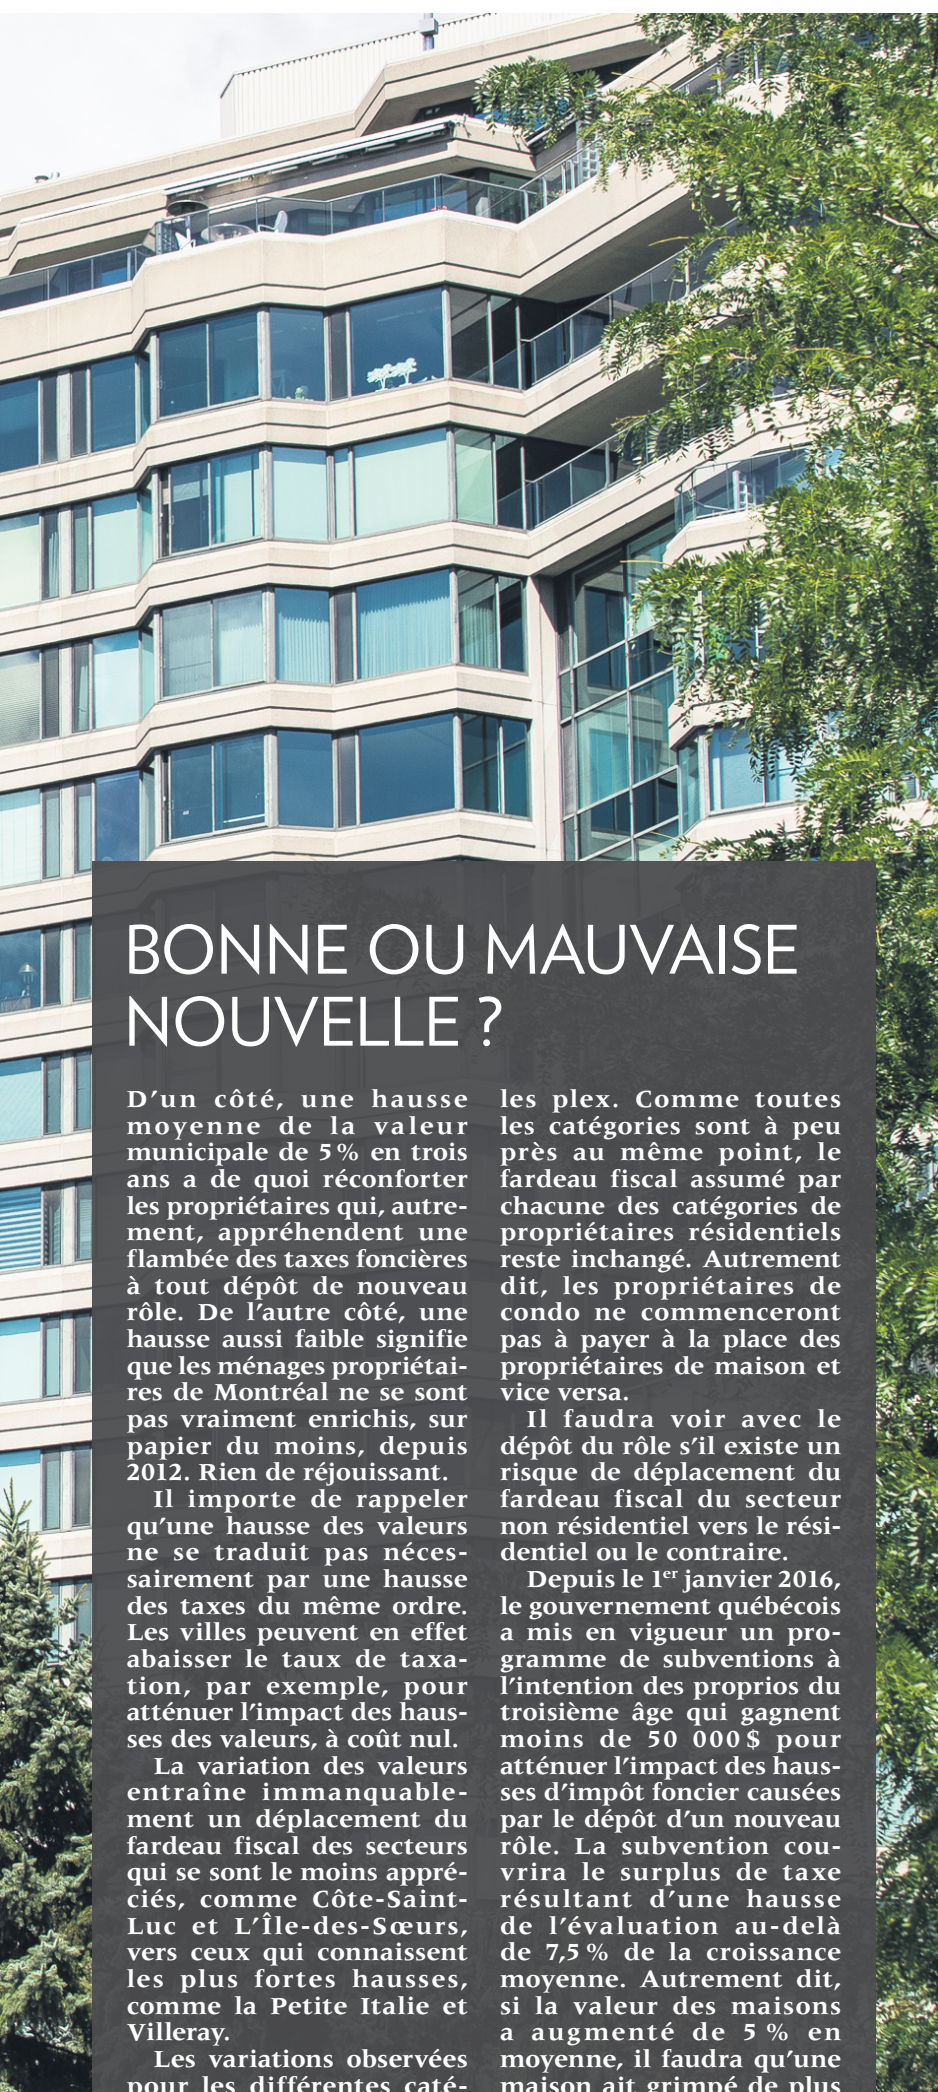 BONNE OU MAUVAISE
NOUVELLE ?
D’un côté, une hausse
moyenne de la valeur
municipale de 5 % en trois
ans a de quoi réconforter
les propriétaires qui, autre-
ment, appréhendent une
flambée des taxes foncières
à tout dépôt de nouveau
rôle. De l’autre côté, une
hausse aussi faible signifie
que les ménages propriétai-
res de Montréal ne se sont
pas vraiment enrichis, sur
papier du moins, depuis
2012. Rien de réjouissant.
Il importe de rappeler
qu’une hausse des valeurs
ne se traduit pas néces-
sairement par une hausse
des taxes du même ordre.
Les villes peuvent en effet
abaisser le taux de taxa-
tion, par exemple, pour
atténuer l’impact des haus-
ses des valeurs, à coût nul.
La variation des valeurs
entraîne immanquable-
ment un déplacement du
fardeau fiscal des secteurs
qui se sont le moins appré-
ciés, comme Côte-Saint-
Luc et L’Île-des-Sœurs,
vers ceux qui connaissent
les plus fortes hausses,
comme la Petite Italie et
Villeray.
Les variations observées
pour les différentes caté-
les plex. Comme toutes
les catégories sont à peu
près au même point, le
fardeau fiscal assumé par
chacune des catégories de
propriétaires résidentiels
reste inchangé. Autrement
dit, les propriétaires de
condo ne commenceront
pas à payer à la place des
propriétaires de maison et
vice versa.
Il faudra voir avec le
dépôt du rôle s’il existe un
risque de déplacement du
fardeau fiscal du secteur
non résidentiel vers le rési-
dentiel ou le contraire.
Depuis le 1er janvier 2016,
le gouvernement québécois
a mis en vigueur un pro-
gramme de subventions à
l’intention des proprios du
troisième âge qui gagnent
moins de 50 000 $ pour
atténuer l’impact des haus-
ses d’impôt foncier causées
par le dépôt d’un nouveau
rôle. La subvention cou-
vrira le surplus de taxe
résultant d’une hausse
de l’évaluation au-delà
de 7,5 % de la croissance
moyenne. Autrement dit,
si la valeur des maisons
a augmenté de 5 % en
moyenne, il faudra qu’une
maison ait grimpé de plus